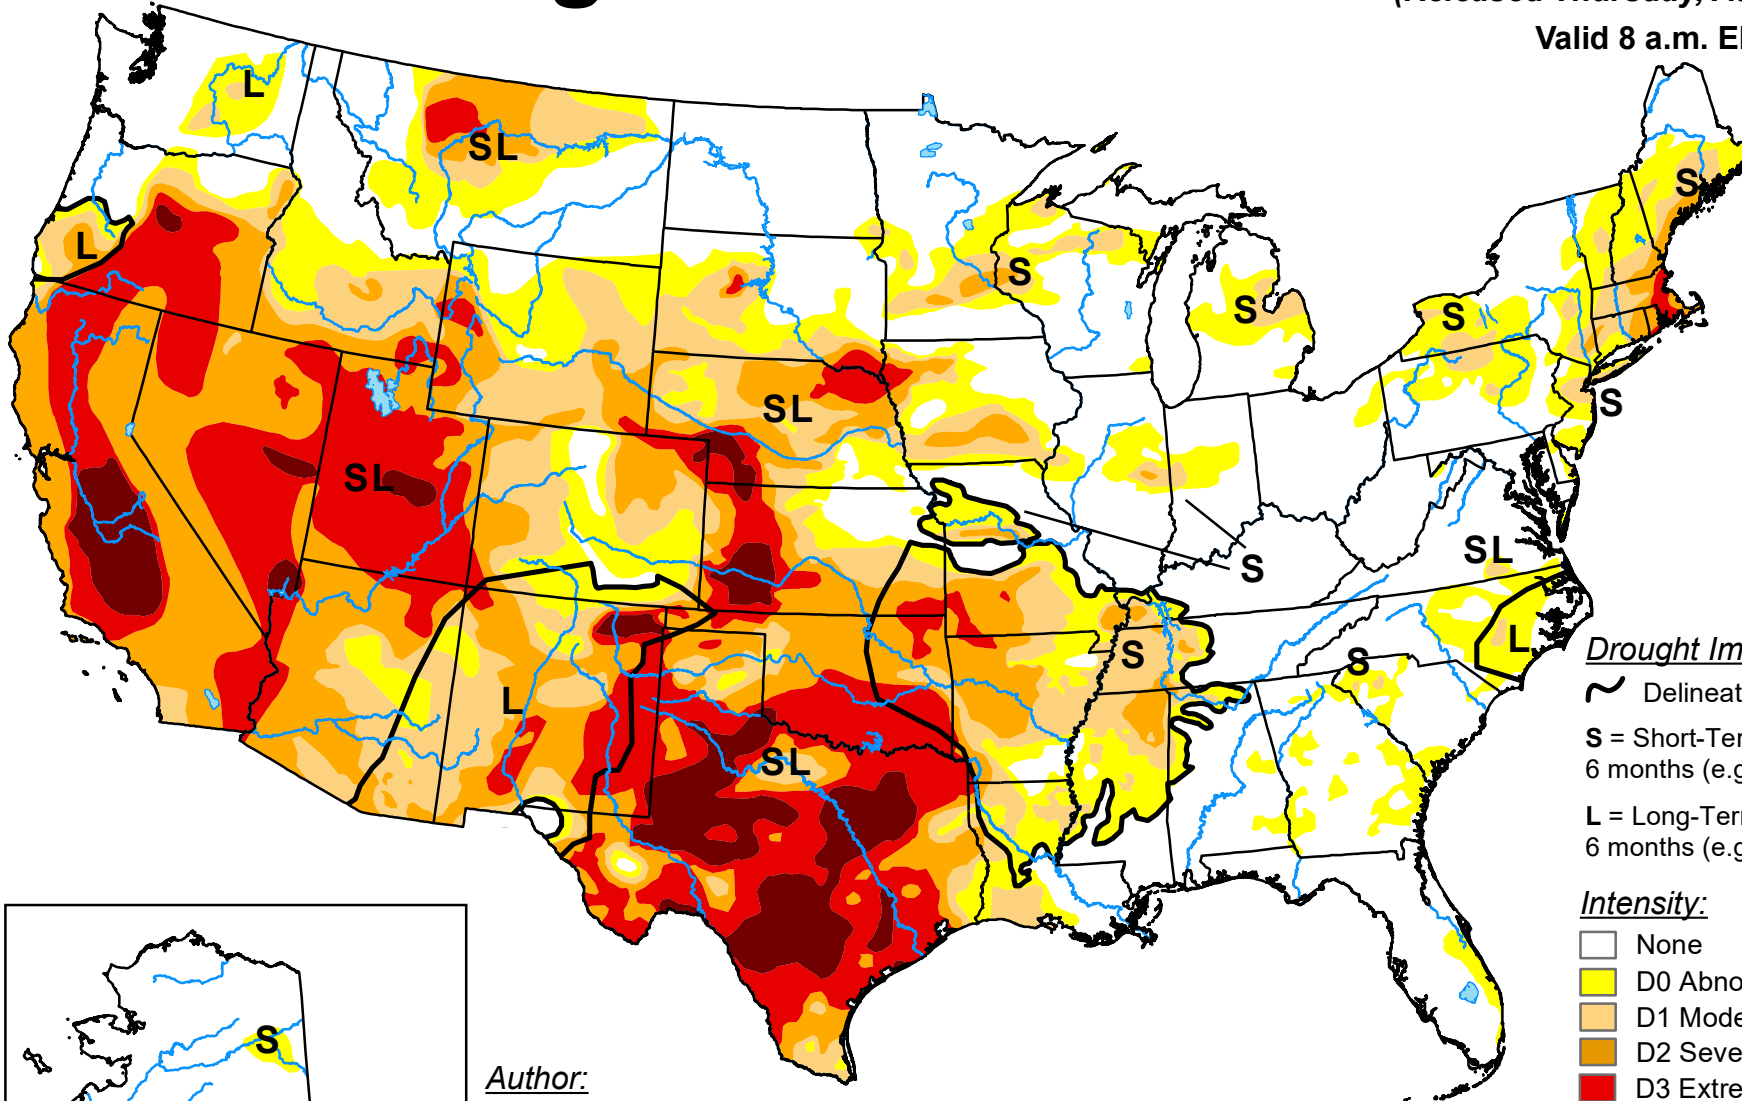 Valid 8 a.m. E
L
SL
S
L
S
S
S
S
SL
S
SL
SL
S
L
S
S
L
SL
Drought Im
Delineat
S = Short-Ter
6 months (e.g
L = Long-Terr
6 months (e.g
Intensity:
None
D0 Abno
D1 Mode
D2 Seve
D3 Extre
S
Author: